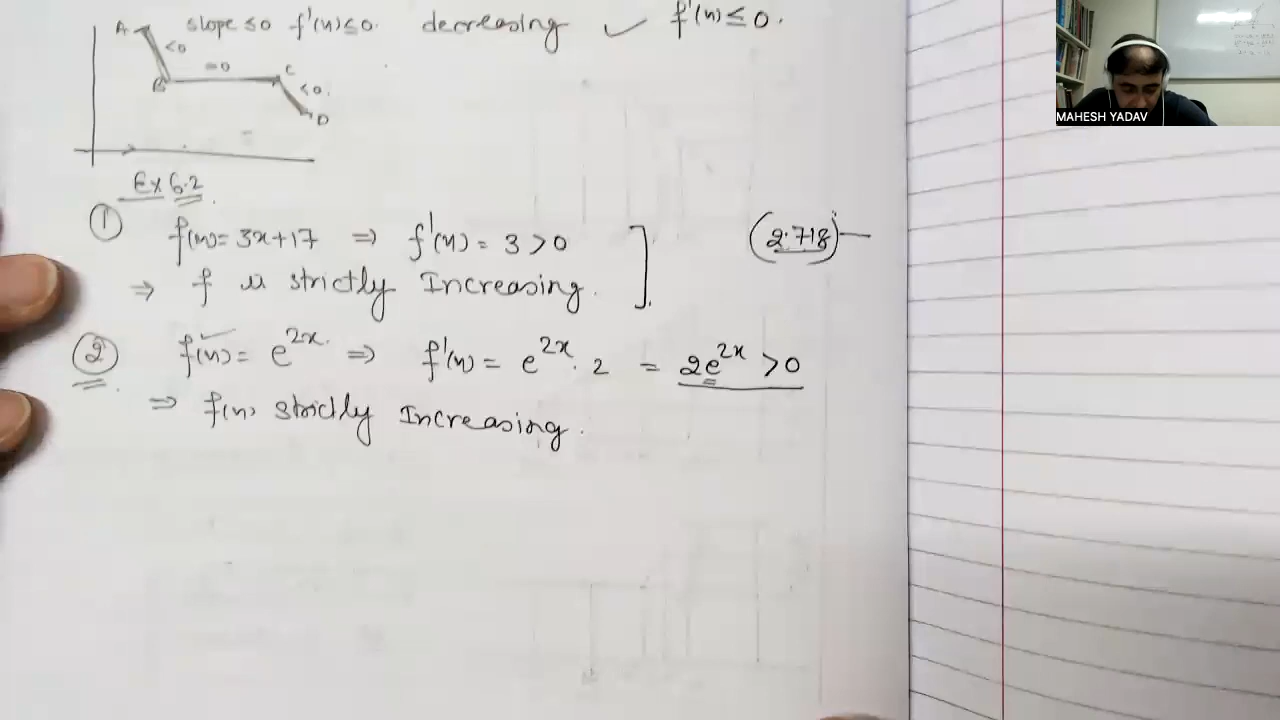 slope ≤ 0 f'(x) ≤ 0. decreasing ✓ f'(x) ≤ 0.
A
<0
B
=0
C
<0.
D
MAHESH YADAV
Ex 6.2
① f(x) = 3x+17 ⇒ f'(x) = 3 > 0
(2.718)
⇒ f is strictly Increasing.
② f(x) = e^{2x}. ⇒ f'(x) = e^{2x}. 2 = 2e^{2x} > 0
⇒ f(x) strictly Increasing.